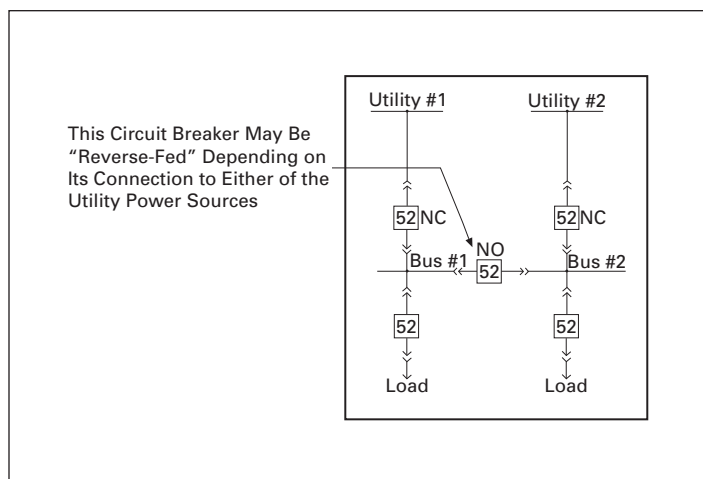 Utility #1
Utility #2
This Circuit Breaker May Be
“Reverse-Fed” Depending on
Its Connection to Either of the
Utility Power Sources
52 NC
52 NC
NO
Bus #1
52
Bus #2
52
52
Load
Load